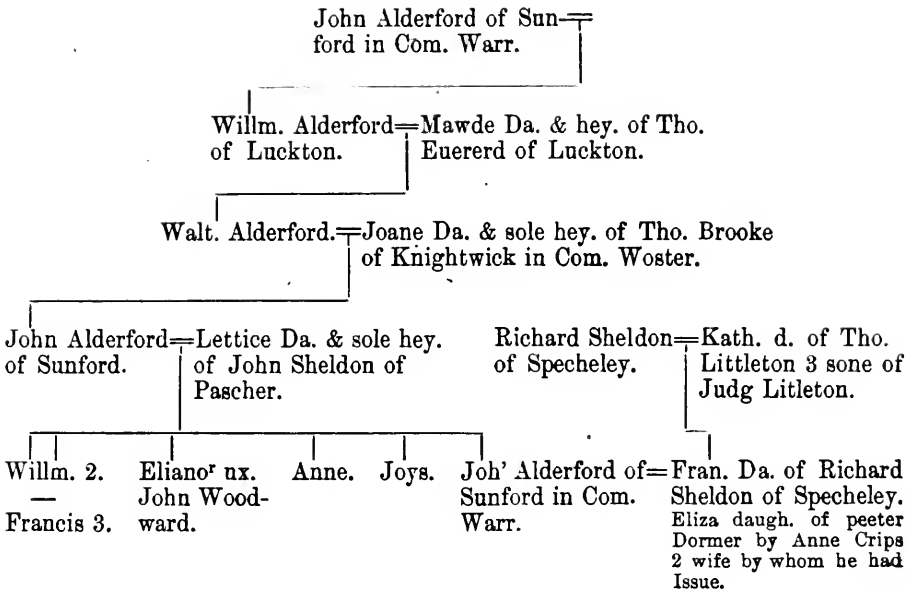 John Alderford of Sun-
ford in Com. Warr.
Willm. Alderford=Mawde Da. & hey. of Tho.
of Luckton. Euererd of Luckton.
Walt. Alderford.=Joane Da. & sole hey. of Tho. Brooke
of Knightwick in Com. Woster.
John Alderford=Lettice Da. & sole hey.
of Sunford. of John Sheldon of
Pascher.
Richard Sheldon=Kath. d. of Tho.
of Specheley. Littleton 3 sone of
Judg Litleton.
Willm. 2.
—
Francis 3.
Elianoʳ ux.
John Wood-
ward.
Anne.
Joys.
Joh' Alderford of=Fran. Da. of Richard
Sunford in Com. Sheldon of Specheley.
Warr. Eliza daugh. of peeter
Dormer by Anne Crips
2 wife by whom he had
Issue.